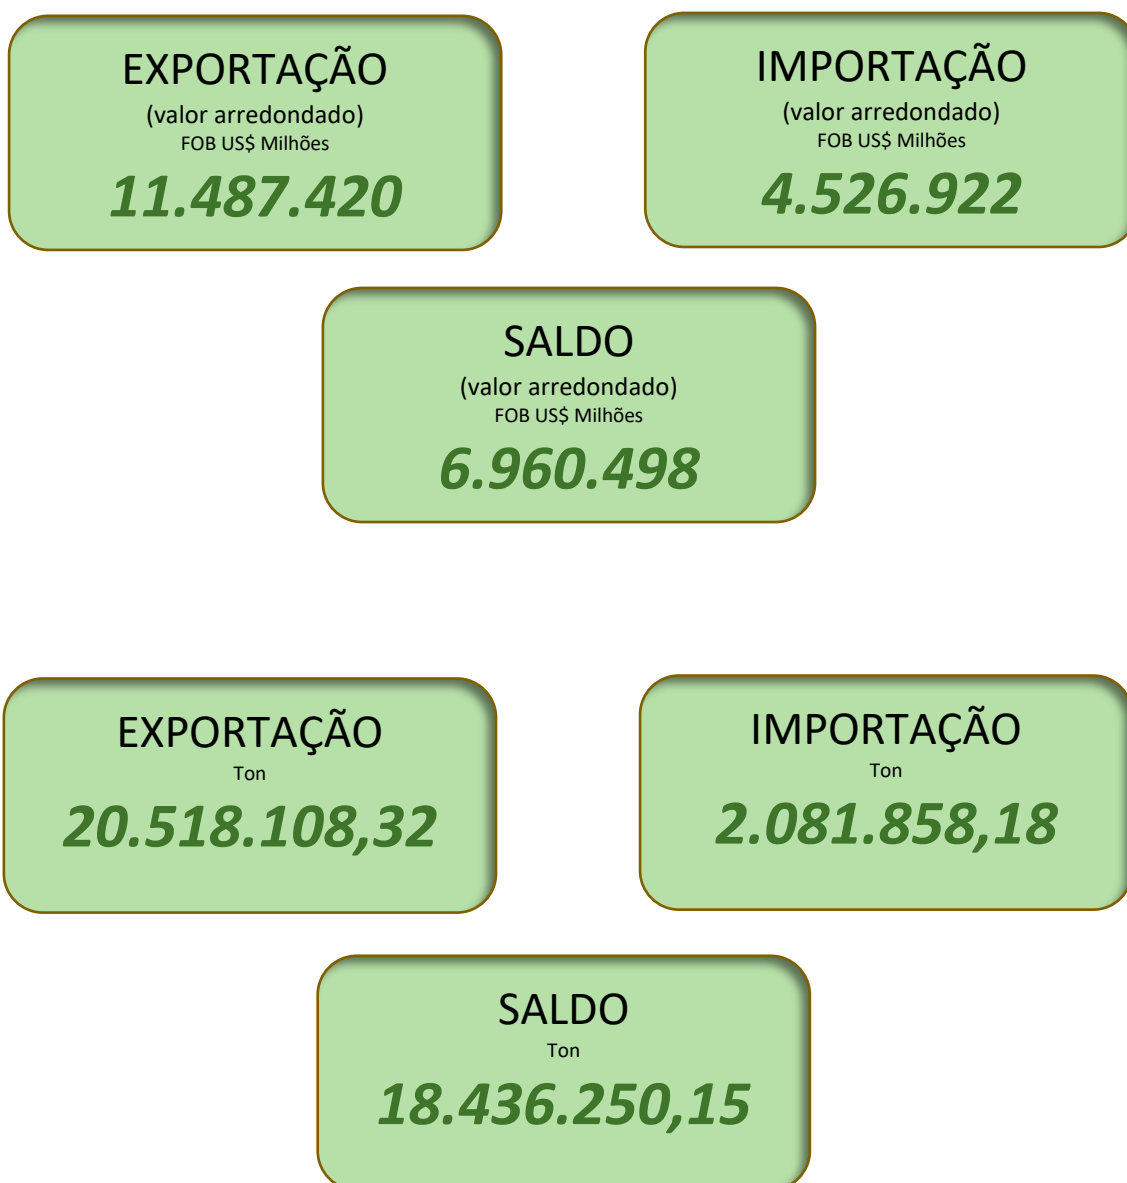 EXPORTAÇÃO
(valor arredondado)
FOB US$ Milhões
11.487.420
IMPORTAÇÃO
(valor arredondado)
FOB US$ Milhões
4.526.922
SALDO
(valor arredondado)
FOB US$ Milhões
6.960.498
EXPORTAÇÃO
Ton
20.518.108,32
IMPORTAÇÃO
Ton
2.081.858,18
SALDO
Ton
18.436.250,15